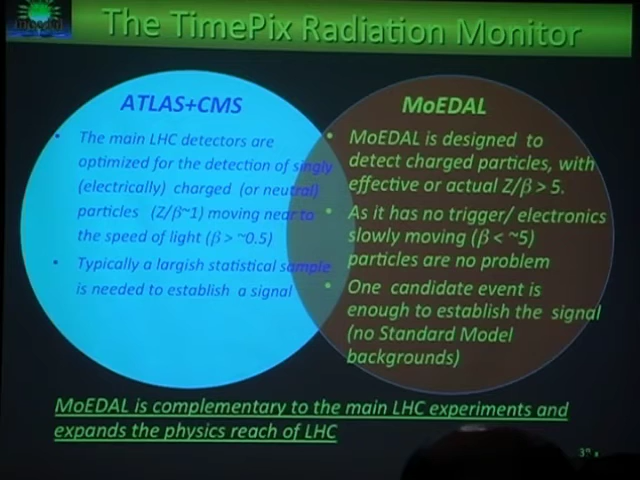 The TimePix Radiation Monitor
ATLAS+CMS
• The main LHC detectors are
optimized for the detection of singly
(electrically) charged (or neutral)
particles (Z/β~1) moving near to
the speed of light (β > ~0.5)
• Typically a largish statistical sample
is needed to establish a signal
MoEDAL
• MoEDAL is designed to
detect charged particles, with
effective or actual Z/β > 5.
• As it has no trigger/ electronics
slowly moving (β < ~5)
particles are no problem
• One candidate event is
enough to establish the signal
(no Standard Model
backgrounds)
MoEDAL is complementary to the main LHC experiments and
expands the physics reach of LHC